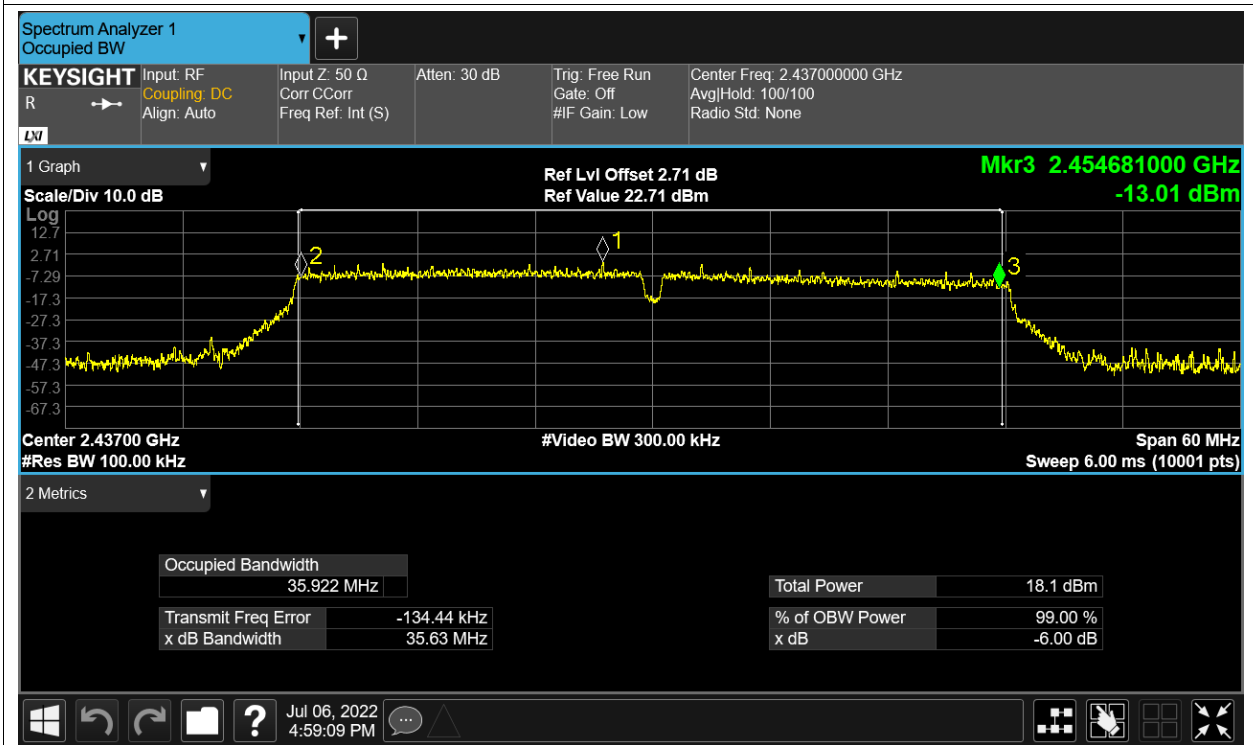 Spectrum Analyzer 1
Occupied BW
KEYSIGHT
R
LXI
Input: RF
Coupling: DC
Align: Auto
Input Z: 50 Ω
Corr CCorr
Freq Ref: Int (S)
Atten: 30 dB
Trig: Free Run
Gate: Off
#IF Gain: Low
Center Freq: 2.437000000 GHz
Avg|Hold: 100/100
Radio Std: None
1 Graph
Scale/Div 10.0 dB
Ref Lvl Offset 2.71 dB
Ref Value 22.71 dBm
Mkr3 2.454681000 GHz
-13.01 dBm
Log
12.7
2.71
-7.29
-17.3
-27.3
-37.3
-47.3
-57.3
-67.3
2
1
3
Center 2.43700 GHz
#Res BW 100.00 kHz
#Video BW 300.00 kHz
Span 60 MHz
Sweep 6.00 ms (10001 pts)
2 Metrics
Occupied Bandwidth
35.922 MHz
Transmit Freq Error -134.44 kHz
x dB Bandwidth 35.63 MHz
Total Power 18.1 dBm
% of OBW Power 99.00 %
x dB -6.00 dB
?
Jul 06, 2022
4:59:09 PM